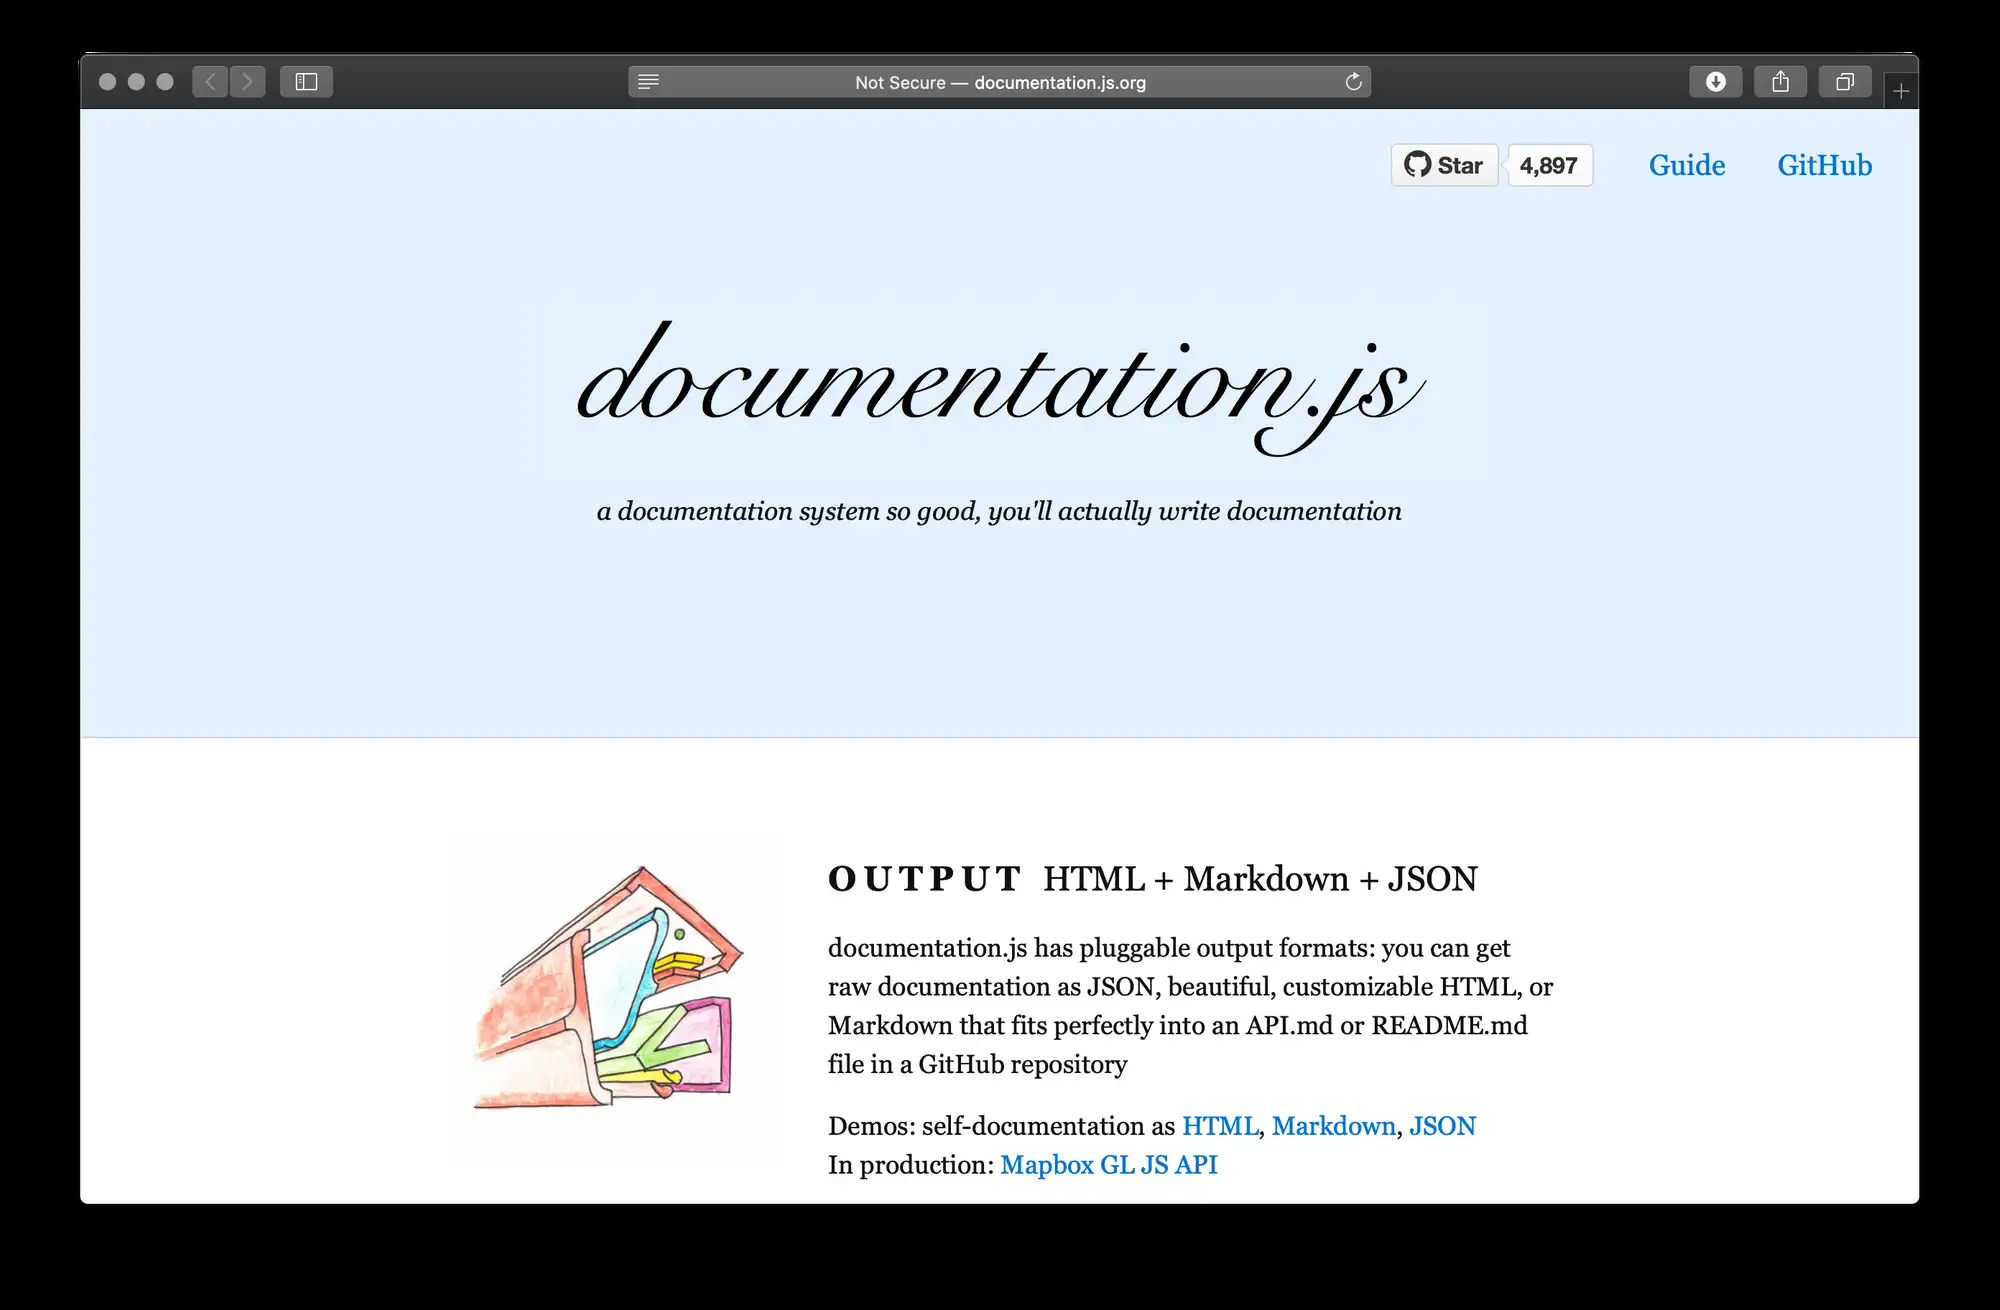 Not Secure — documentation.js.org
Star 4,897 Guide GitHub
documentation.js
a documentation system so good, you'll actually write documentation
OUTPUT HTML + Markdown + JSON
documentation.js has pluggable output formats: you can get
raw documentation as JSON, beautiful, customizable HTML, or
Markdown that fits perfectly into an API.md or README.md
file in a GitHub repository
Demos: self-documentation as HTML, Markdown, JSON
In production: Mapbox GL JS API